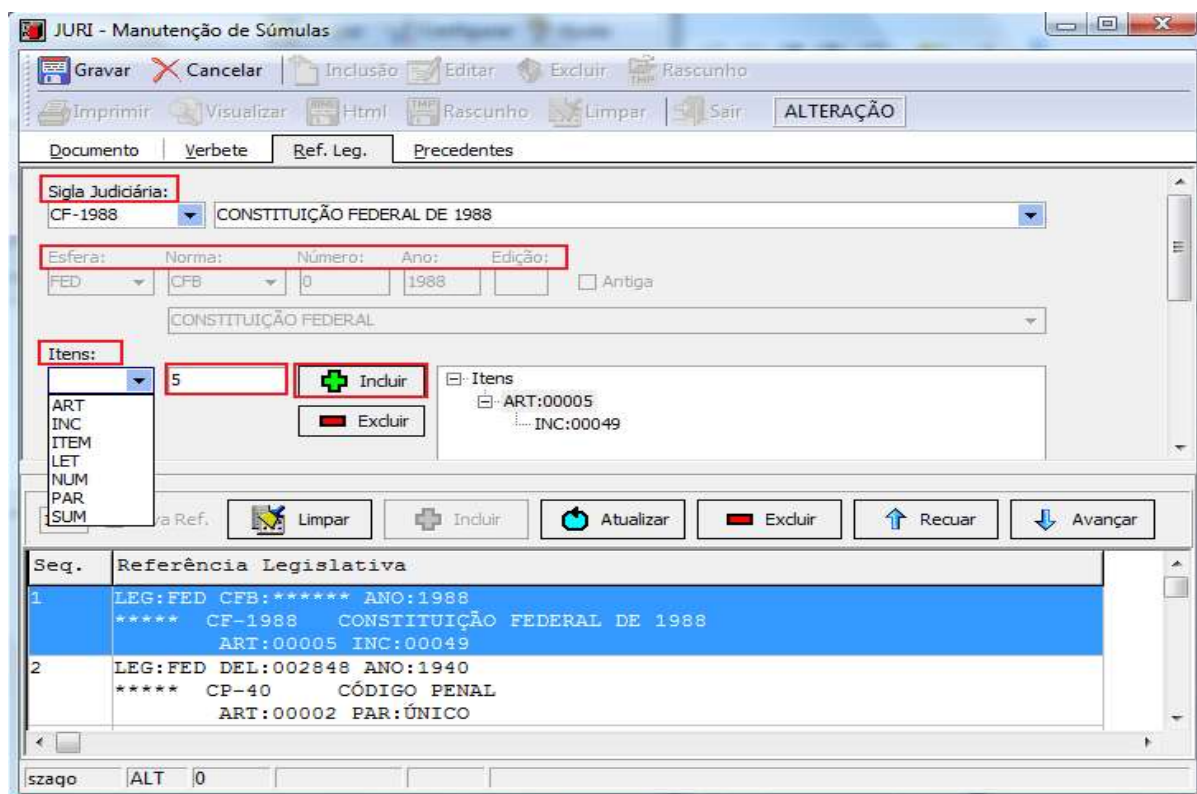 JURI - Manutenção de Súmulas
Gravar Cancelar Inclusão Editar Excluir Rascunho
Imprimir Visualizar Html Rascunho Limpar Sair ALTERAÇÃO
Documento Verbete Ref. Leg. Precedentes
Sigla Judiciária:
CF-1988 CONSTITUIÇÃO FEDERAL DE 1988
Esfera: Norma: Número: Ano: Edição:
FED CFB 0 1988 Antiga
CONSTITUIÇÃO FEDERAL
Itens:
5 Incluir Itens
ART ART:00005
INC Excluir INC:00049
ITEM
LET
NUM
PAR
SUM Ref. Limpar Incluir Atualizar Excluir Recuar Avançar
Seq. Referência Legislativa
1 LEG:FED CFB:****** ANO:1988
***** CF-1988 CONSTITUIÇÃO FEDERAL DE 1988
ART:00005 INC:00049
2 LEG:FED DEL:002848 ANO:1940
***** CP-40 CÓDIGO PENAL
ART:00002 PAR:ÚNICO
szago ALT 0